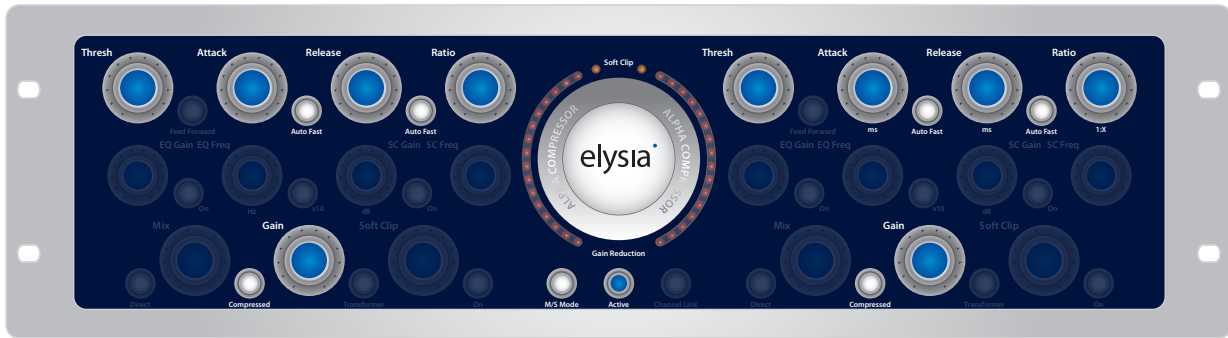 Thresh Attack Release Ratio Soft Clip Thresh Attack Release Ratio
ms ms 1:X
Feed Forward Auto Fast Auto Fast Feed Forward Auto Fast Auto Fast
ALPHA COMPRESSOR ALPHA COMPRESSOR
EQ Gain EQ Freq SC Gain SC Freq EQ Gain EQ Freq SC Gain SC Freq
elysia
On Hz x10 dB On On Hz x10 dB On
Mix Gain Soft Clip Mix Gain Soft Clip
Gain Reduction
Direct Compressed Transformer On M/S Mode Active Channel Link Direct Compressed Transformer On